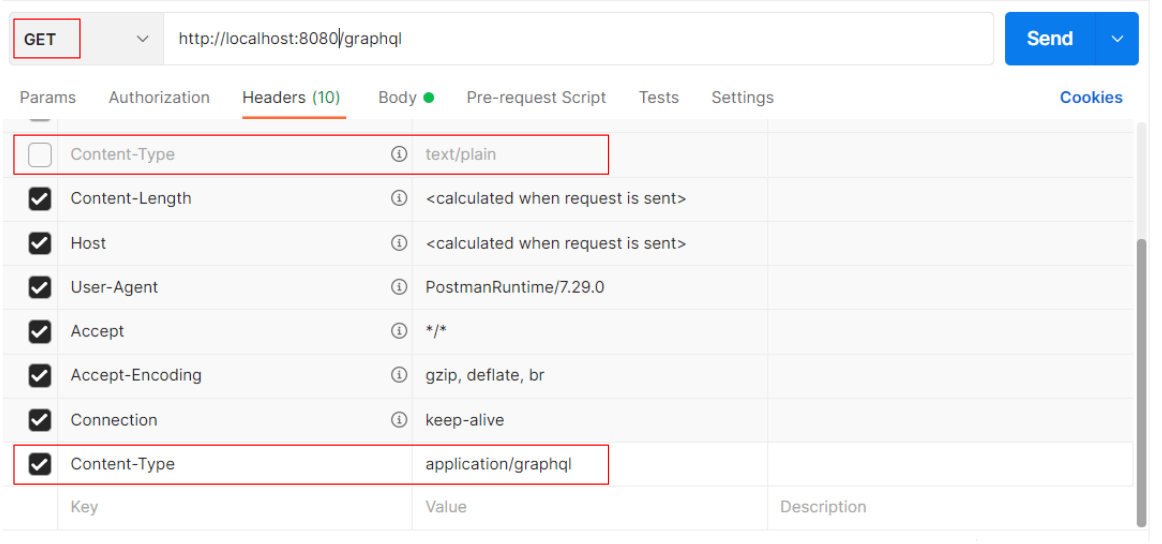 GET http://localhost:8080/graphql Send
Params Authorization Headers (10) Body Pre-request Script Tests Settings Cookies
Content-Type text/plain
Content-Length <calculated when request is sent>
Host <calculated when request is sent>
User-Agent PostmanRuntime/7.29.0
Accept */*
Accept-Encoding gzip, deflate, br
Connection keep-alive
Content-Type application/graphql
Key Value Description